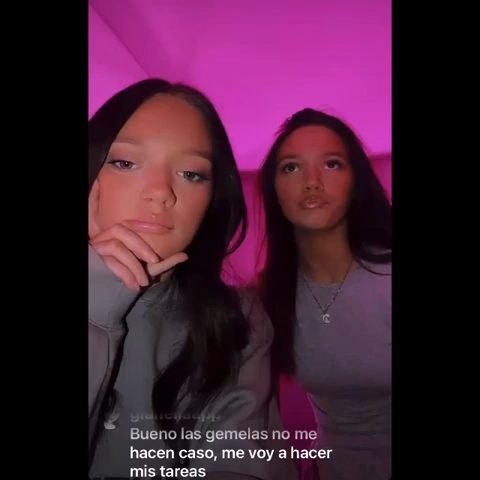 Bueno las gemelas no me
hacen caso, me voy a hacer
mis tareas